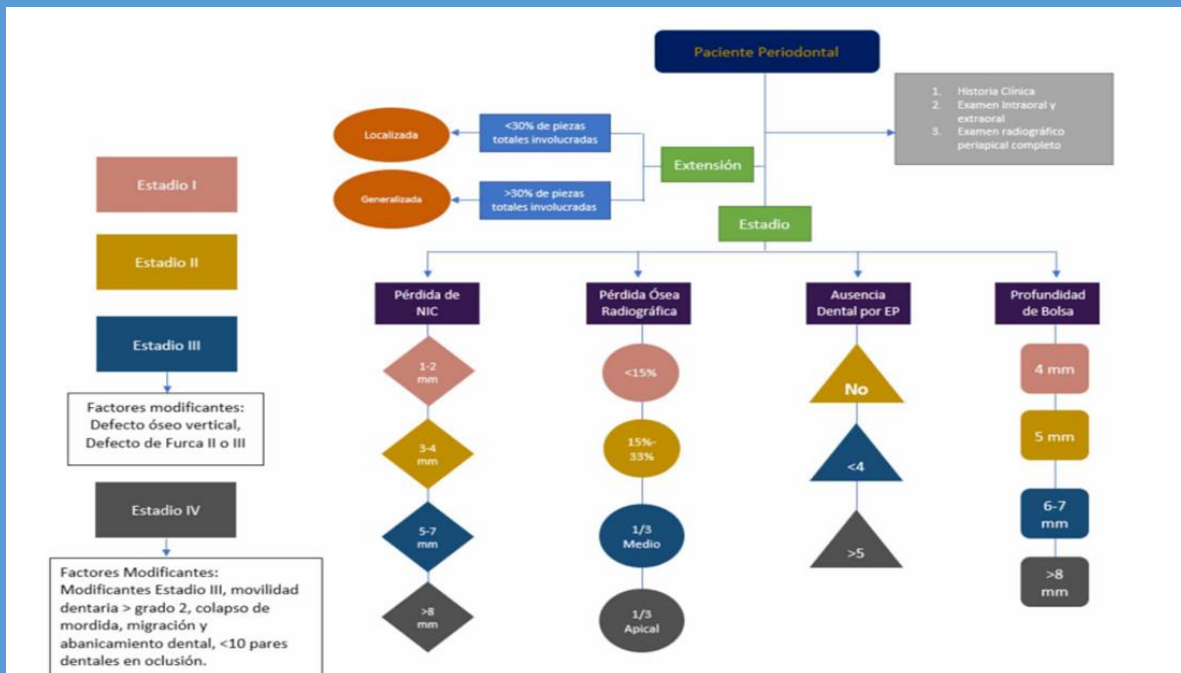 Paciente Periodontal
1. Historia Clínica
2. Examen Intraoral y
extraoral
3. Examen radiográfico
periapical completo
Localizada
<30% de piezas
totales involucradas
Extensión
Generalizada
>30% de piezas
totales involucradas
Estadio
Estadio I
Estadio II
Estadio III
Factores modificantes:
Defecto óseo vertical,
Defecto de Furca II o III
Estadio IV
Factores Modificantes:
Modificantes Estadio III, movilidad
dentaria > grado 2, colapso de
mordida, migración y
abanicamiento dental, <10 pares
dentales en oclusión.
Pérdida de
NIC
1-2
mm
3-4
mm
5-7
mm
>8
mm
Pérdida Ósea
Radiográfica
<15%
15%-
33%
1/3
Medio
1/3
Apical
Ausencia
Dental por EP
No
<4
>5
Profundidad
de Bolsa
4 mm
5 mm
6-7
mm
>8
mm